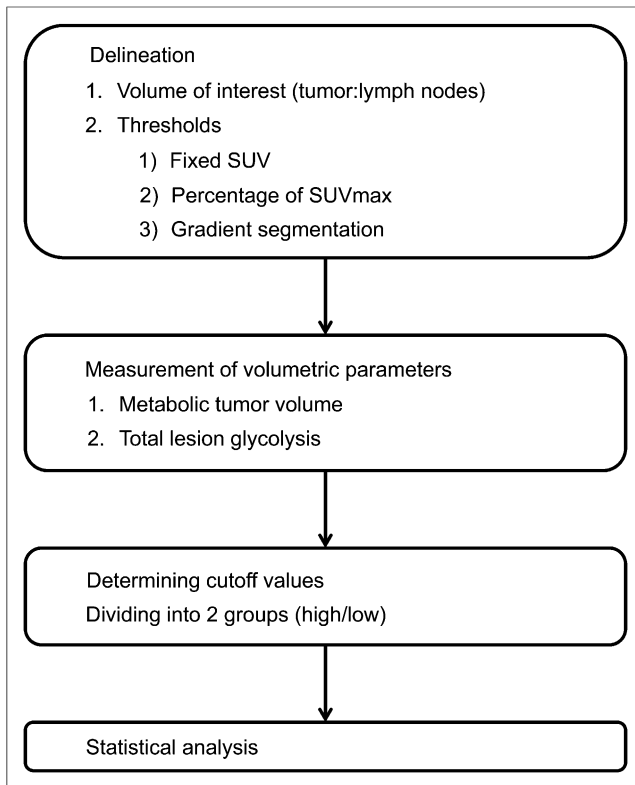 Delineation
1. Volume of interest (tumor:lymph nodes)
2. Thresholds
1) Fixed SUV
2) Percentage of SUVmax
3) Gradient segmentation
Measurement of volumetric parameters
1. Metabolic tumor volume
2. Total lesion glycolysis
Determining cutoff values
Dividing into 2 groups (high/low)
Statistical analysis